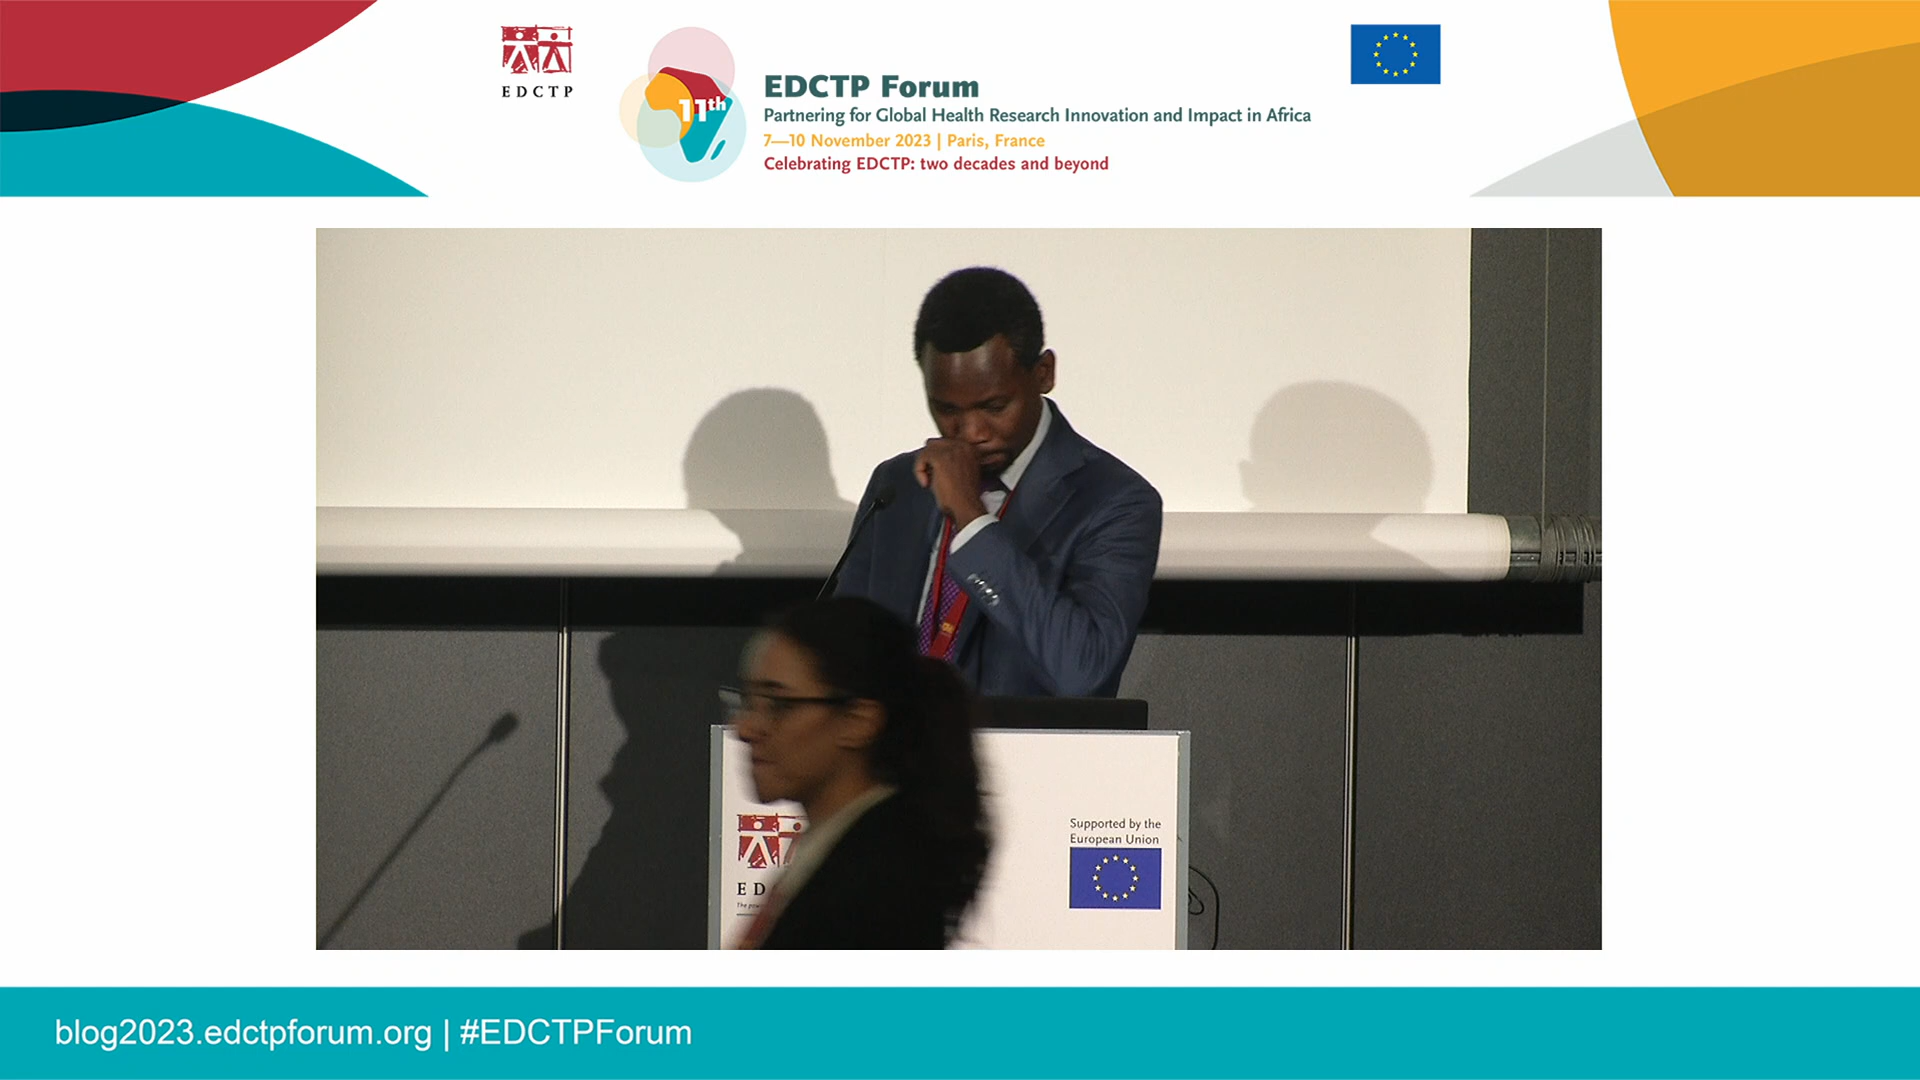 EDCTP
11th
EDCTP Forum
Partnering for Global Health Research Innovation and Impact in Africa
7—10 November 2023 | Paris, France
Celebrating EDCTP: two decades and beyond
Supported by the
European Union
ED
The
blog2023.edctpforum.org | #EDCTPForum